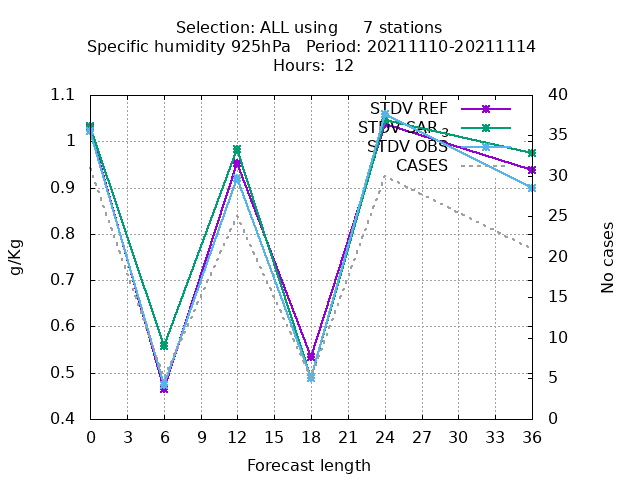 Selection: ALL using 7 stations
Specific humidity 925hPa Period: 20211110-20211114
Hours: 12
1.1
1
0.9
0.8
0.7
0.6
0.5
0.4
40
35
30
25
20
15
10
5
0
STDV REF
STDV SAR_3
STDV OBS
CASES
g/Kg
No cases
0 3 6 9 12 15 18 21 24 27 30 33 36
Forecast length